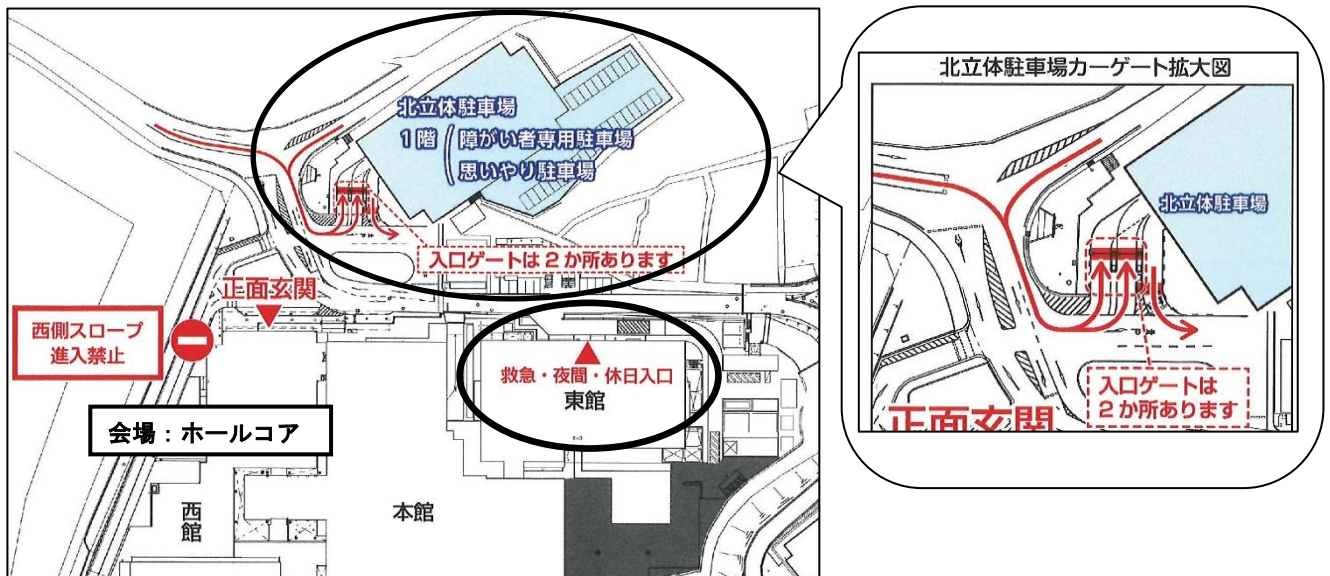 北立体駐車場
1階 ( 障がい者専用駐車場
思いやり駐車場
入口ゲートは2か所あります
正面玄関
西側スロープ
進入禁止
救急・夜間・休日入口
東館
会場：ホールコア
西館
本館
北立体駐車場カーゲート拡大図
北立体駐車場
入口ゲートは
2か所あります
正面玄関